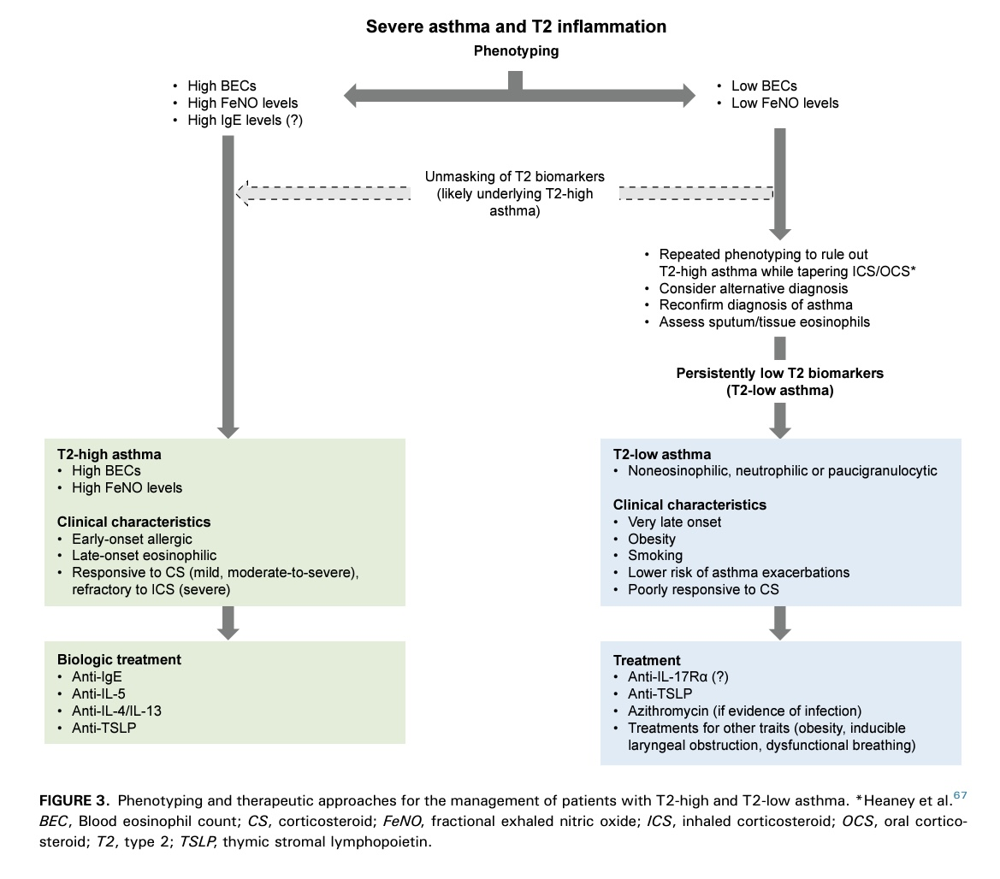 Severe asthma and T2 inflammation
Phenotyping
• High BECs
• High FeNO levels
• High IgE levels (?)
• Low BECs
• Low FeNO levels
Unmasking of T2 biomarkers
(likely underlying T2-high
asthma)
• Repeated phenotyping to rule out
T2-high asthma while tapering ICS/OCS*
• Consider alternative diagnosis
• Reconfirm diagnosis of asthma
• Assess sputum/tissue eosinophils
Persistently low T2 biomarkers
(T2-low asthma)
T2-high asthma
• High BECs
• High FeNO levels
Clinical characteristics
• Early-onset allergic
• Late-onset eosinophilic
• Responsive to CS (mild, moderate-to-severe),
refractory to ICS (severe)
T2-low asthma
• Noneosinophilic, neutrophilic or paucigranulocytic
Clinical characteristics
• Very late onset
• Obesity
• Smoking
• Lower risk of asthma exacerbations
• Poorly responsive to CS
Biologic treatment
• Anti-IgE
• Anti-IL-5
• Anti-IL-4/IL-13
• Anti-TSLP
Treatment
• Anti-IL-17Rα (?)
• Anti-TSLP
• Azithromycin (if evidence of infection)
• Treatments for other traits (obesity, inducible
laryngeal obstruction, dysfunctional breathing)
FIGURE 3. Phenotyping and therapeutic approaches for the management of patients with T2-high and T2-low asthma. *Heaney et al.67
BEC, Blood eosinophil count; CS, corticosteroid; FeNO, fractional exhaled nitric oxide; ICS, inhaled corticosteroid; OCS, oral cortico-
steroid; T2, type 2; TSLP, thymic stromal lymphopoietin.